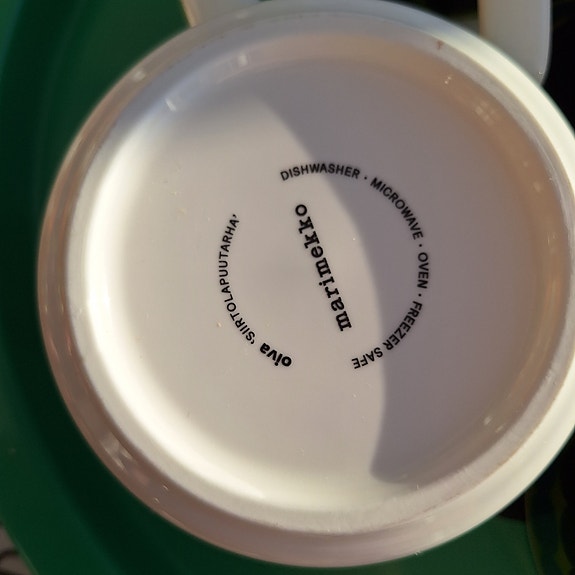 marimekko
oiva 'SIIRTOLAPUUTARHA'
DISHWASHER · MICROWAVE · OVEN · FREEZER SAFE